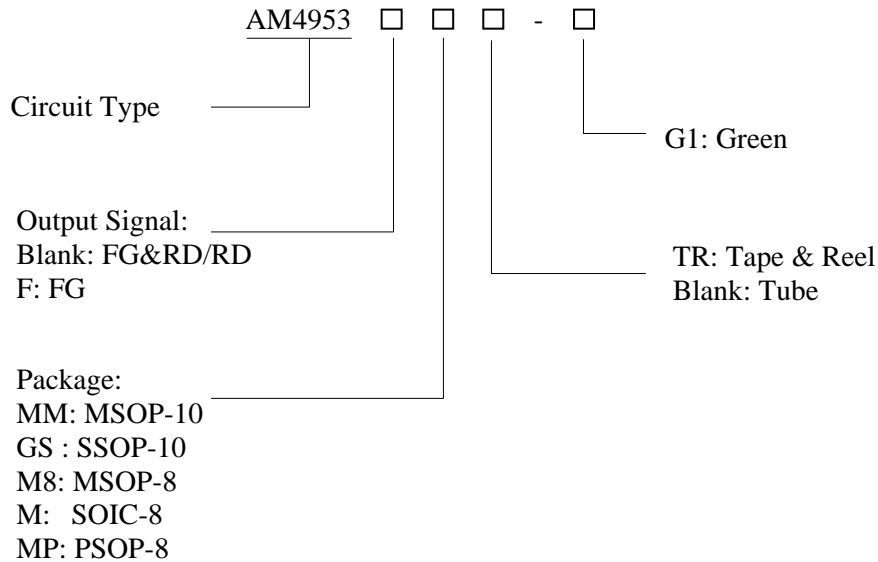 AM4953 □ □ □ - □
Circuit Type
G1: Green
Output Signal:
Blank: FG&RD/RD
F: FG
TR: Tape & Reel
Blank: Tube
Package:
MM: MSOP-10
GS : SSOP-10
M8: MSOP-8
M: SOIC-8
MP: PSOP-8